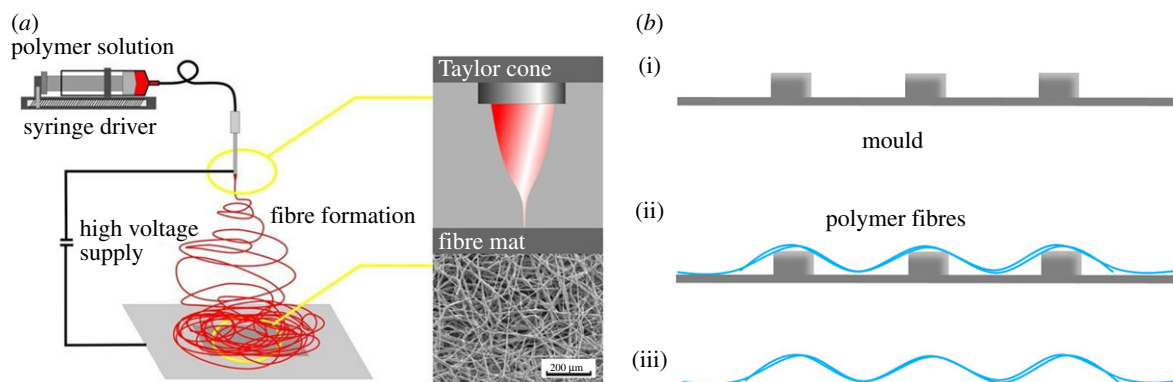 (a)
polymer solution
syringe driver
high voltage
supply
fibre formation
Taylor cone
fibre mat
200 µm
(b)
(i)
mould
(ii)
polymer fibres
(iii)